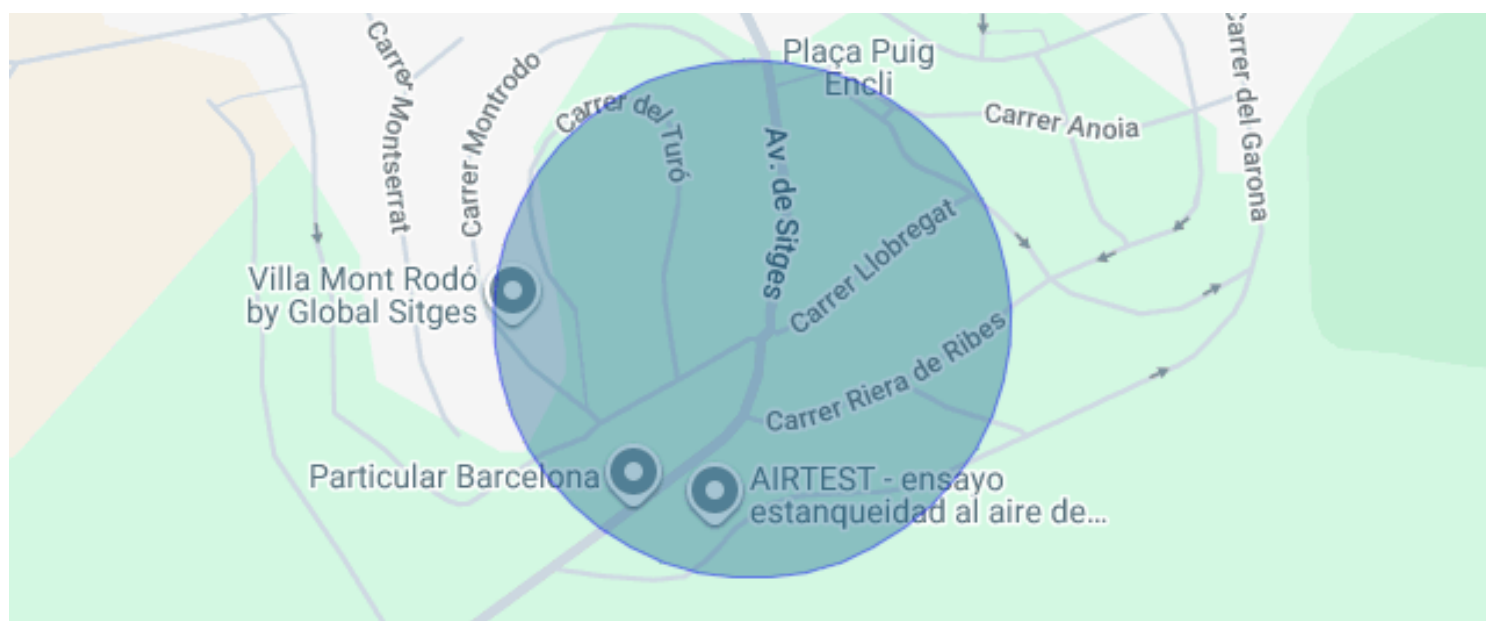 Plaça Puig
Encli
Carrer Montserrat
Carrer Montrodo
Carrer del Turó
Av. de Sitges
Carrer Anoia
Carrer del Garona
Carrer Llobregat
Villa Mont Rodó
by Global Sitges
Carrer Riera de Ribes
Particular Barcelona
AIRTEST - ensayo
estanqueidad al aire de...